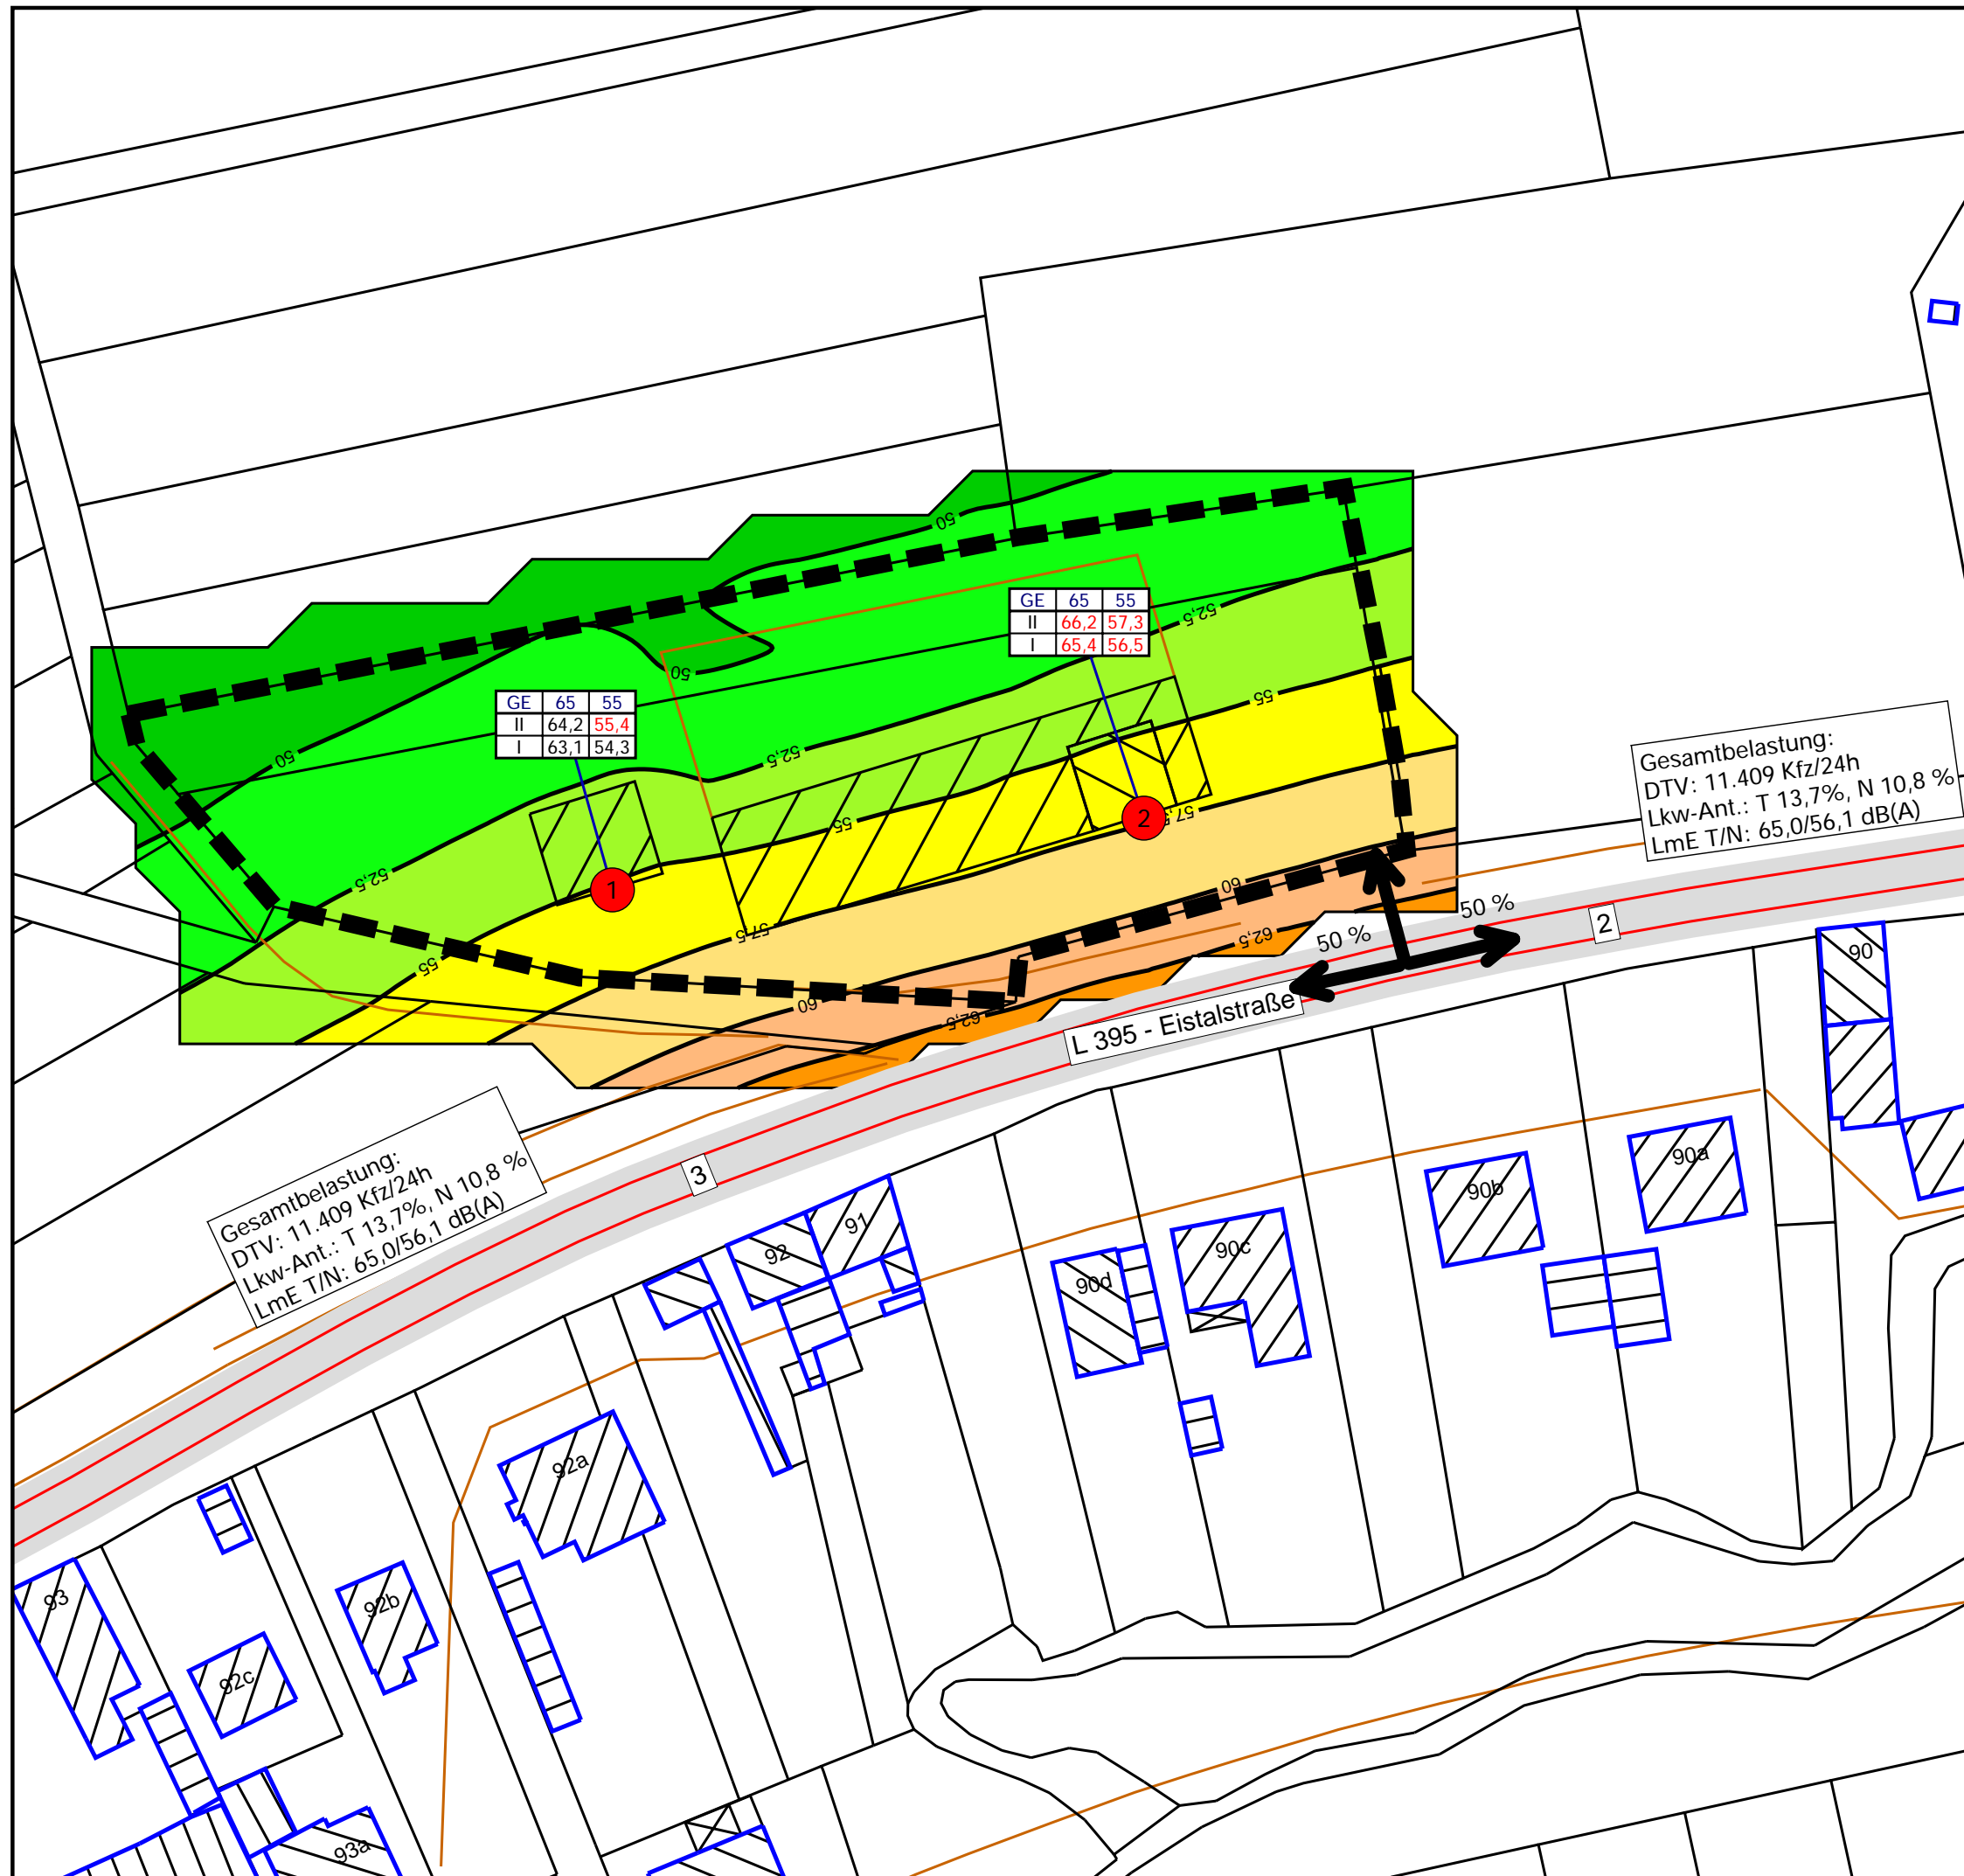 50
GE 65 55
II 66,2 57,3
I 65,4 56,5
52,5
50
GE 65 55
II 64,2 55,4
I 63,1 54,3
55
50
52,5
Gesamtbelastung:
DTV: 11.409 Kfz/24h
Lkw-Ant.: T 13,7%, N 10,8 %
LmE T/N: 65,0/56,1 dB(A)
55
2
57,5
52,5
1
60
50 %
2
57,5
50 %
62,5
90
55
60
62,5
L 395 - Eistalstraße
Gesamtbelastung:
DTV: 11.409 Kfz/24h
Lkw-Ant.: T 13,7%, N 10,8 %
LmE T/N: 65,0/56,1 dB(A)
3
90a
90b
91
92
90c
90d
92a
93
92b
92c
93a